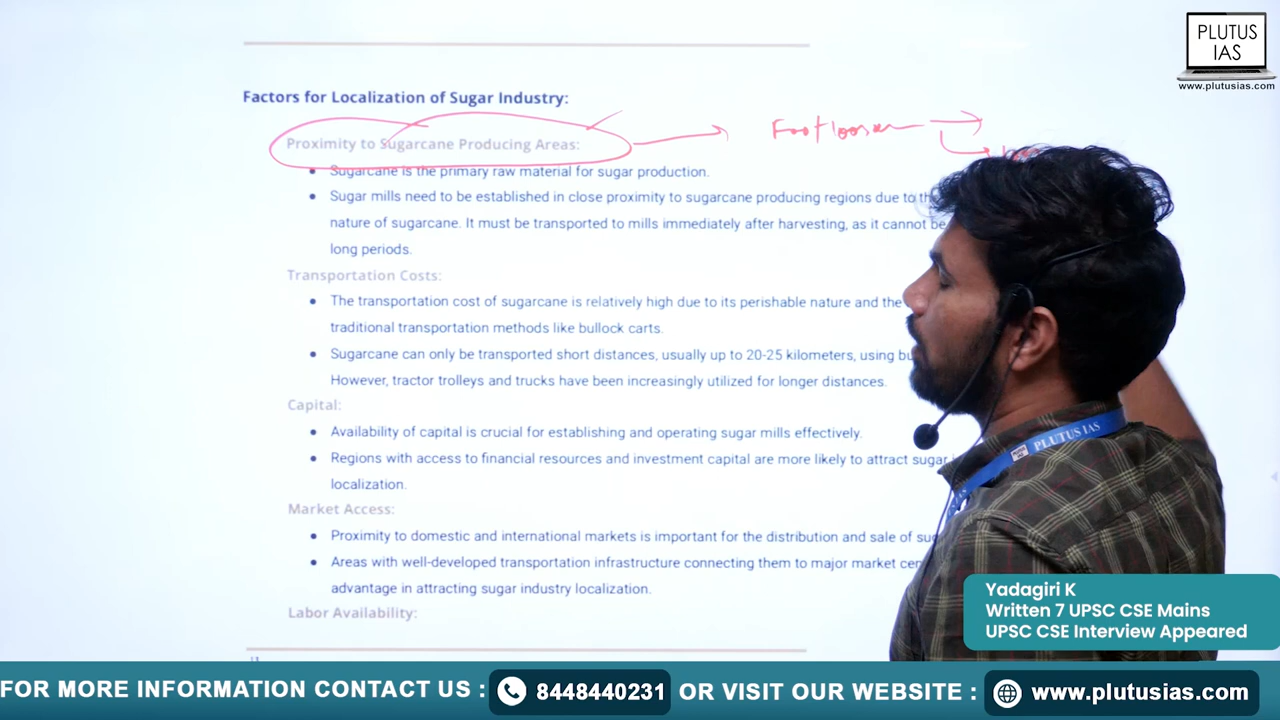 PLUTUS
IAS
www.plutusias.com
Factors for Localization of Sugar Industry:
Proximity to Sugarcane Producing Areas:
Sugarcane is the primary raw material for sugar production.
Sugar mills need to be established in close proximity to sugarcane producing regions due to
nature of sugarcane. It must be transported to mills immediately after harvesting, as it cannot be
long periods.
Transportation Costs:
The transportation cost of sugarcane is relatively high due to its perishable nature and the
traditional transportation methods like bullock carts.
Sugarcane can only be transported short distances, usually up to 20-25 kilometers, using
However, tractor trolleys and trucks have been increasingly utilized for longer distances.
Capital:
Availability of capital is crucial for establishing and operating sugar mills effectively.
Regions with access to financial resources and investment capital are more likely to attract sugar
localization.
Market Access:
Proximity to domestic and international markets is important for the distribution and sale of
Areas with well-developed transportation infrastructure connecting them to major market
advantage in attracting sugar industry localization.
Labor Availability:
PLUTUS IAS
Yadagiri K
Written 7 UPSC CSE Mains
UPSC CSE Interview Appeared
FOR MORE INFORMATION CONTACT US : 8448440231 OR VISIT OUR WEBSITE : www.plutusias.com